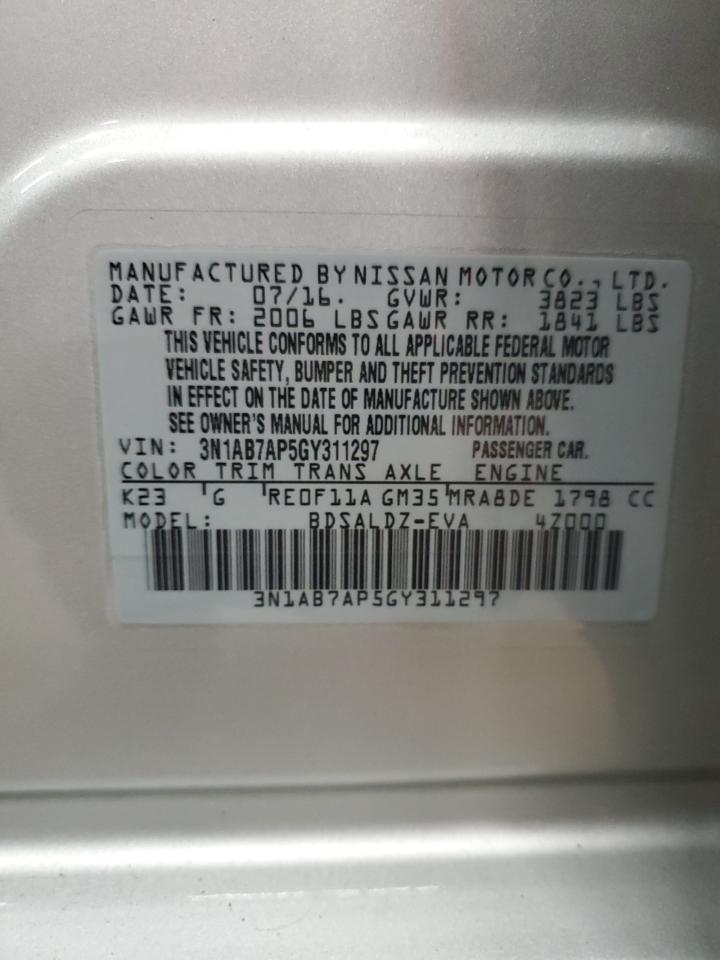 MANUFACTURED BY NISSAN MOTOR CO., LTD.
DATE: 07/16. GVWR: 3823 LBS
GAWR FR: 2006 LBS GAWR RR: 1841 LBS
THIS VEHICLE CONFORMS TO ALL APPLICABLE FEDERAL MOTOR
VEHICLE SAFETY, BUMPER AND THEFT PREVENTION STANDARDS
IN EFFECT ON THE DATE OF MANUFACTURE SHOWN ABOVE.
SEE OWNER'S MANUAL FOR ADDITIONAL INFORMATION.
VIN: 3N1AB7AP5GY311297 PASSENGER CAR.
COLOR TRIM TRANS AXLE ENGINE
K23 G RE0F11A GM35 MRA8DE 1798 CC
MODEL: BDSALDZ-EVA 4Z000
3N1AB7AP5GY311297